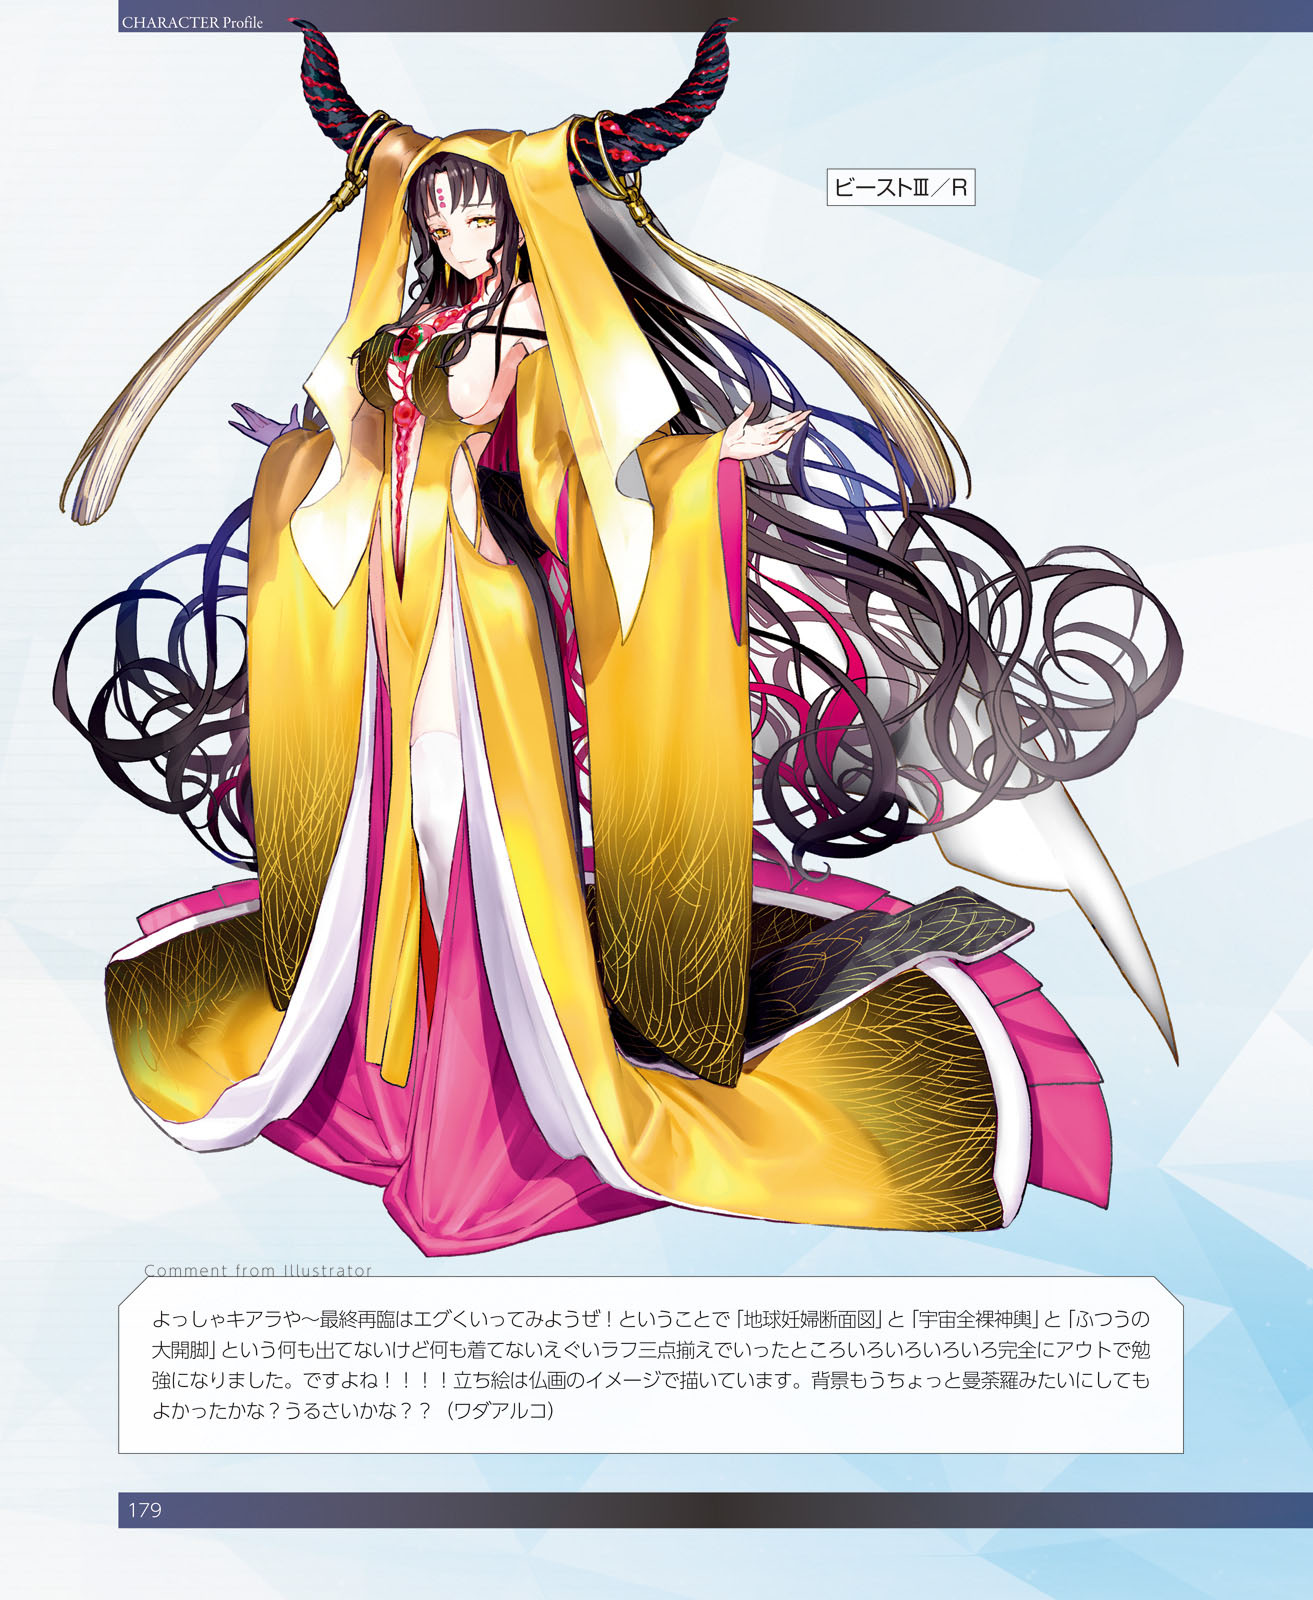 CHARACTER Profile
ビーストⅢ／R
Comment from Illustrator
よっしゃキアラや～最終再臨はエグくいってみようぜ！ということで「地球妊婦断面図」と「宇宙全裸神輿」と「ふつうの
大開脚」という何も出てないけど何も着てないえぐいラフ三点揃えでいったところいろいろいろいろ完全にアウトで勉
強になりました。ですよね！！！！立ち絵は仏画のイメージで描いています。背景もうちょっと曼荼羅みたいにしても
よかったかな？うるさいかな？？（ワダアルコ）
179